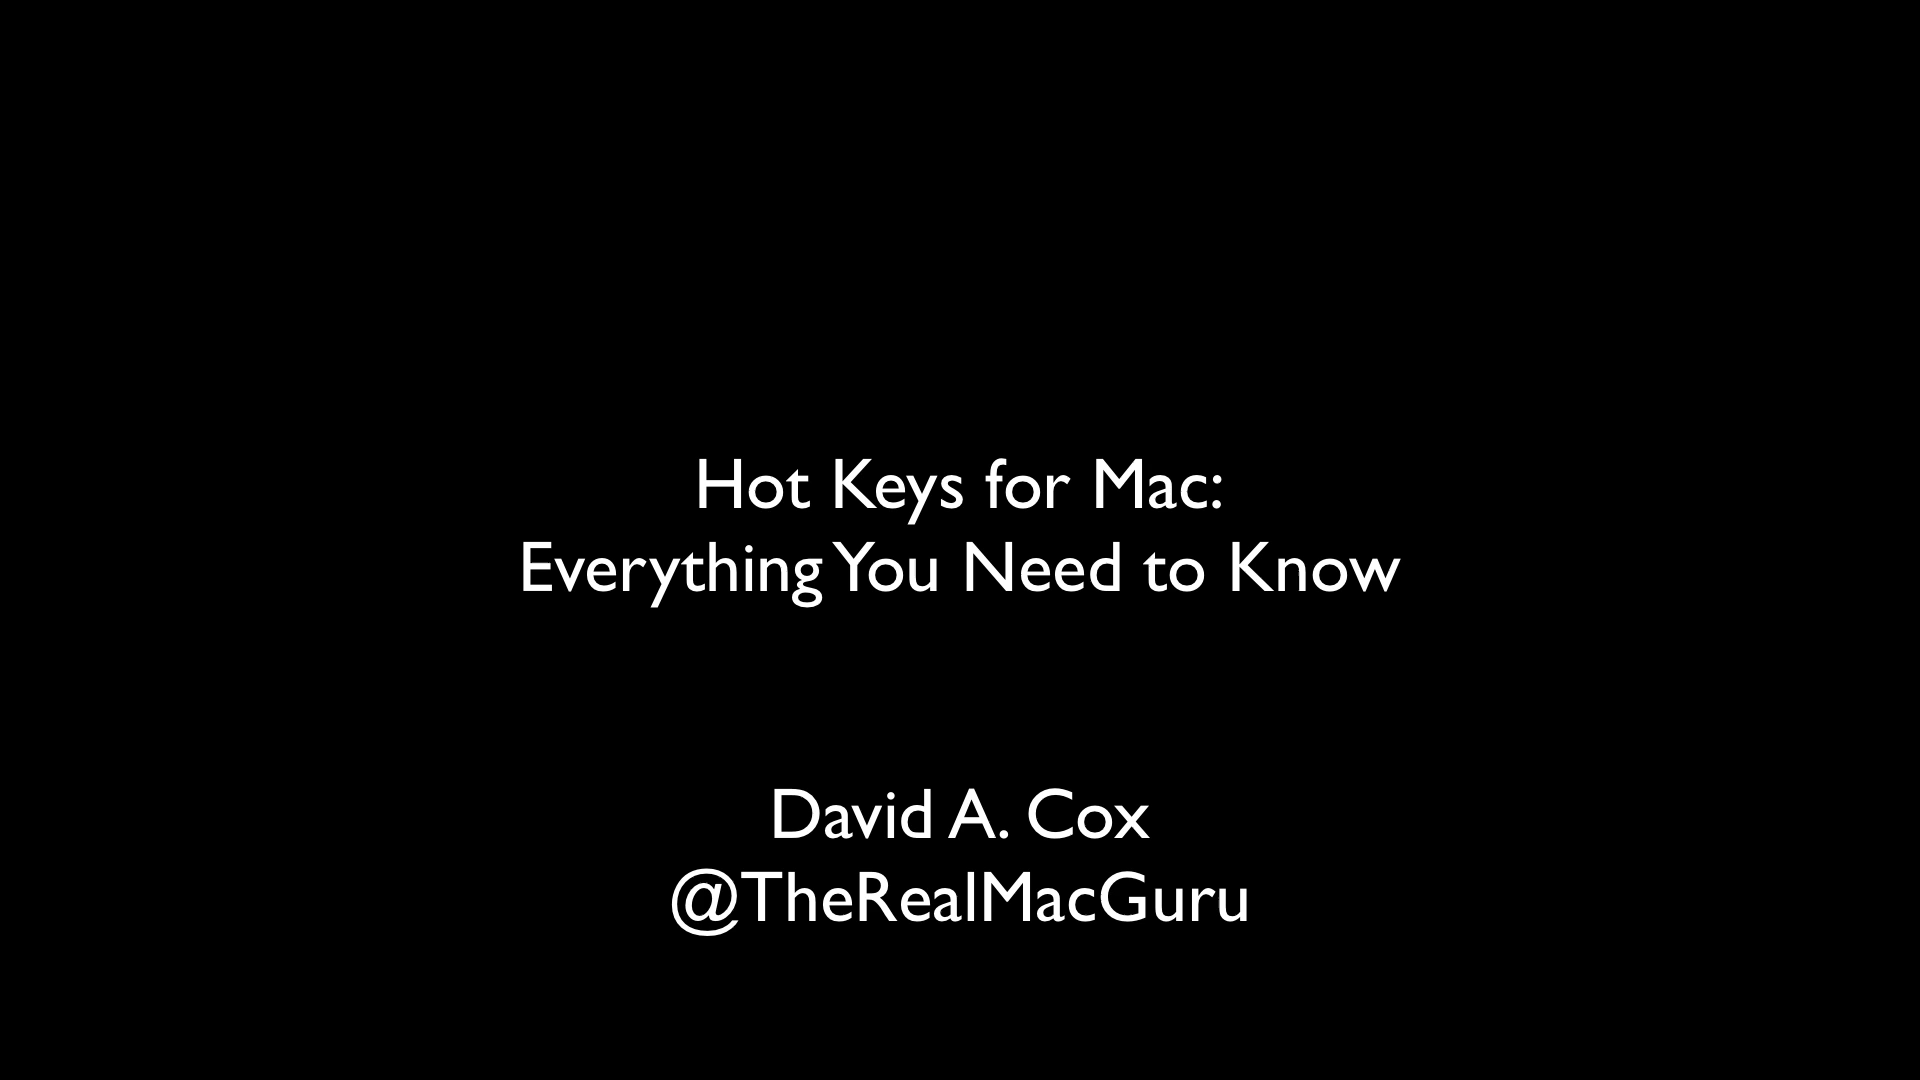 Hot Keys for Mac:
Everything You Need to Know
David A. Cox
@TheRealMacGuru